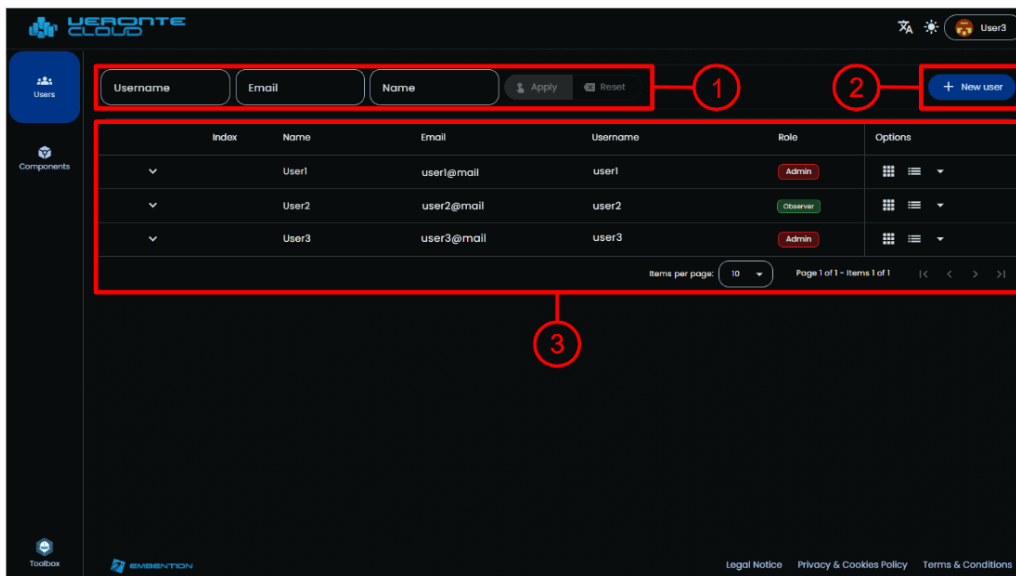 VERONTE
CLOUD
User3
Users
Username Email Name Apply Reset 1 2 + New user
Index Name Email Username Role Options
Components
User1 user1@mail user1 Admin
User2 user2@mail user2 Observer
User3 user3@mail user3 Admin
Items per page: 10 Page 1 of 1 - Items 1 of 1
3
Toolbox
EMBENTION Legal Notice Privacy & Cookies Policy Terms & Conditions